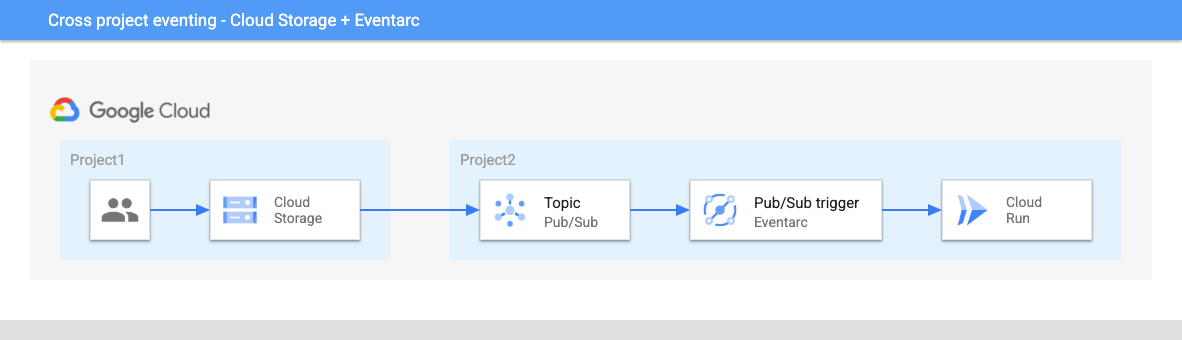 Cross project eventing - Cloud Storage + Eventarc
Google Cloud
Project1
Project2
Cloud
Storage
Topic
Pub/Sub
Pub/Sub trigger
Eventarc
Cloud
Run